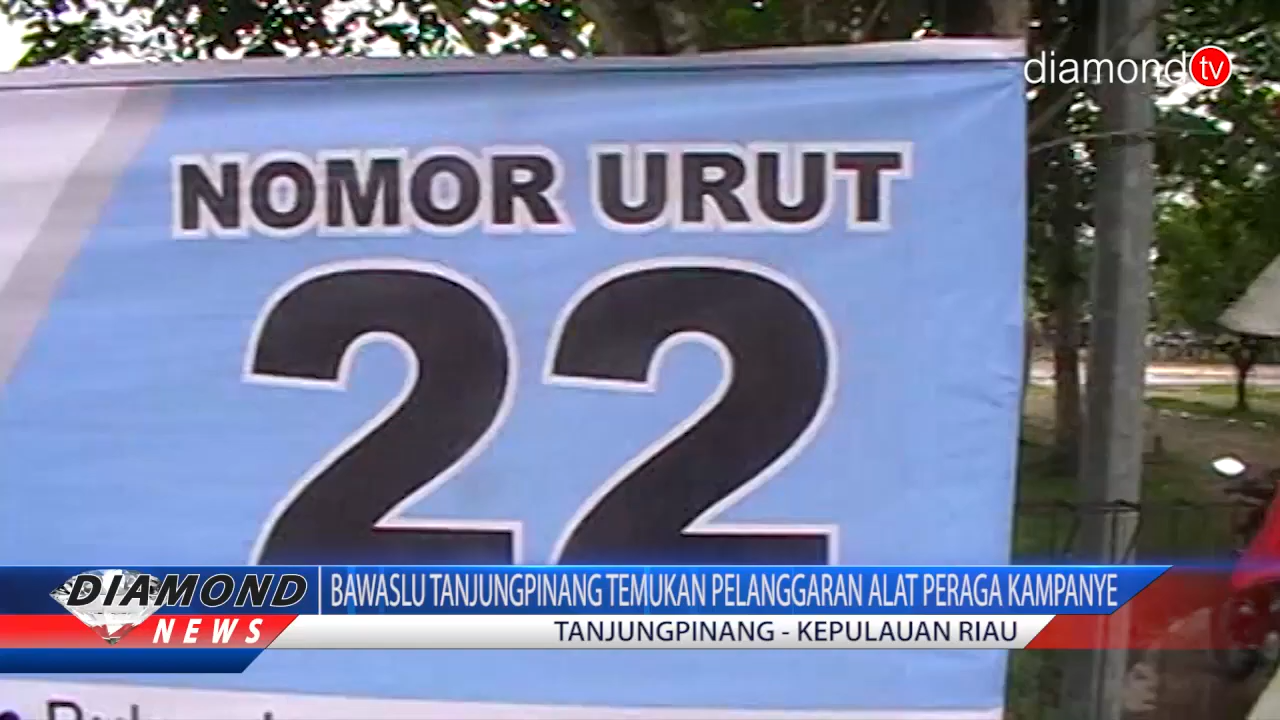 diamond tv
NOMOR URUT
22
DIAMOND
NEWS
BAWASLU TANJUNGPINANG TEMUKAN PELANGGARAN ALAT PERAGA KAMPANYE
TANJUNGPINANG - KEPULAUAN RIAU